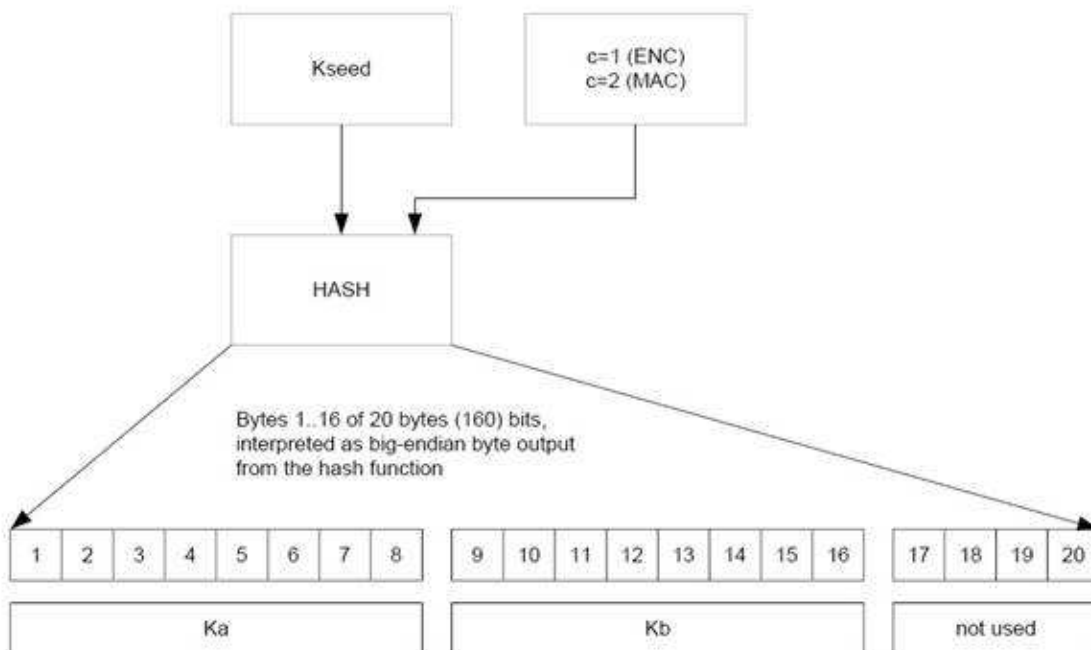 Kseed
c=1 (ENC)
c=2 (MAC)
HASH
Bytes 1..16 of 20 bytes (160) bits,
interpreted as big-endian byte output
from the hash function
1 2 3 4 5 6 7 8 9 10 11 12 13 14 15 16 17 18 19 20
Ka Kb not used